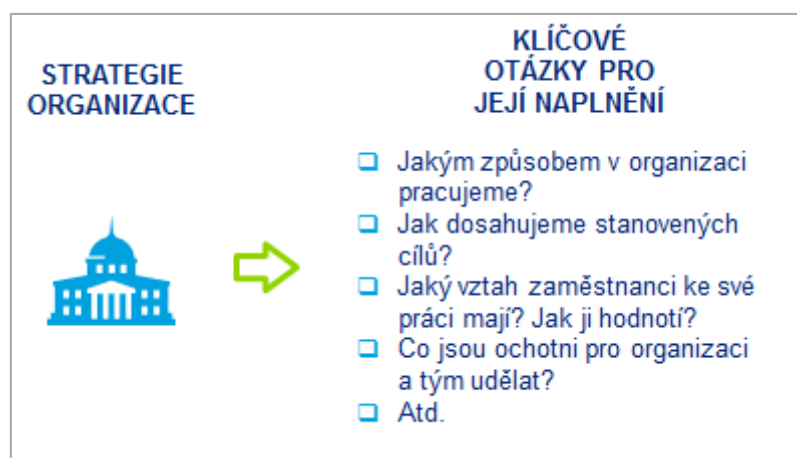 STRATEGIE
ORGANIZACE
KLÍČOVÉ
OTÁZKY PRO
JEJÍ NAPLNĚNÍ
Jakým způsobem v organizaci
pracujeme?
Jak dosahujeme stanovených
cílů?
Jaký vztah zaměstnanci ke své
práci mají? Jak ji hodnotí?
Co jsou ochotni pro organizaci
a tým udělat?
Atd.